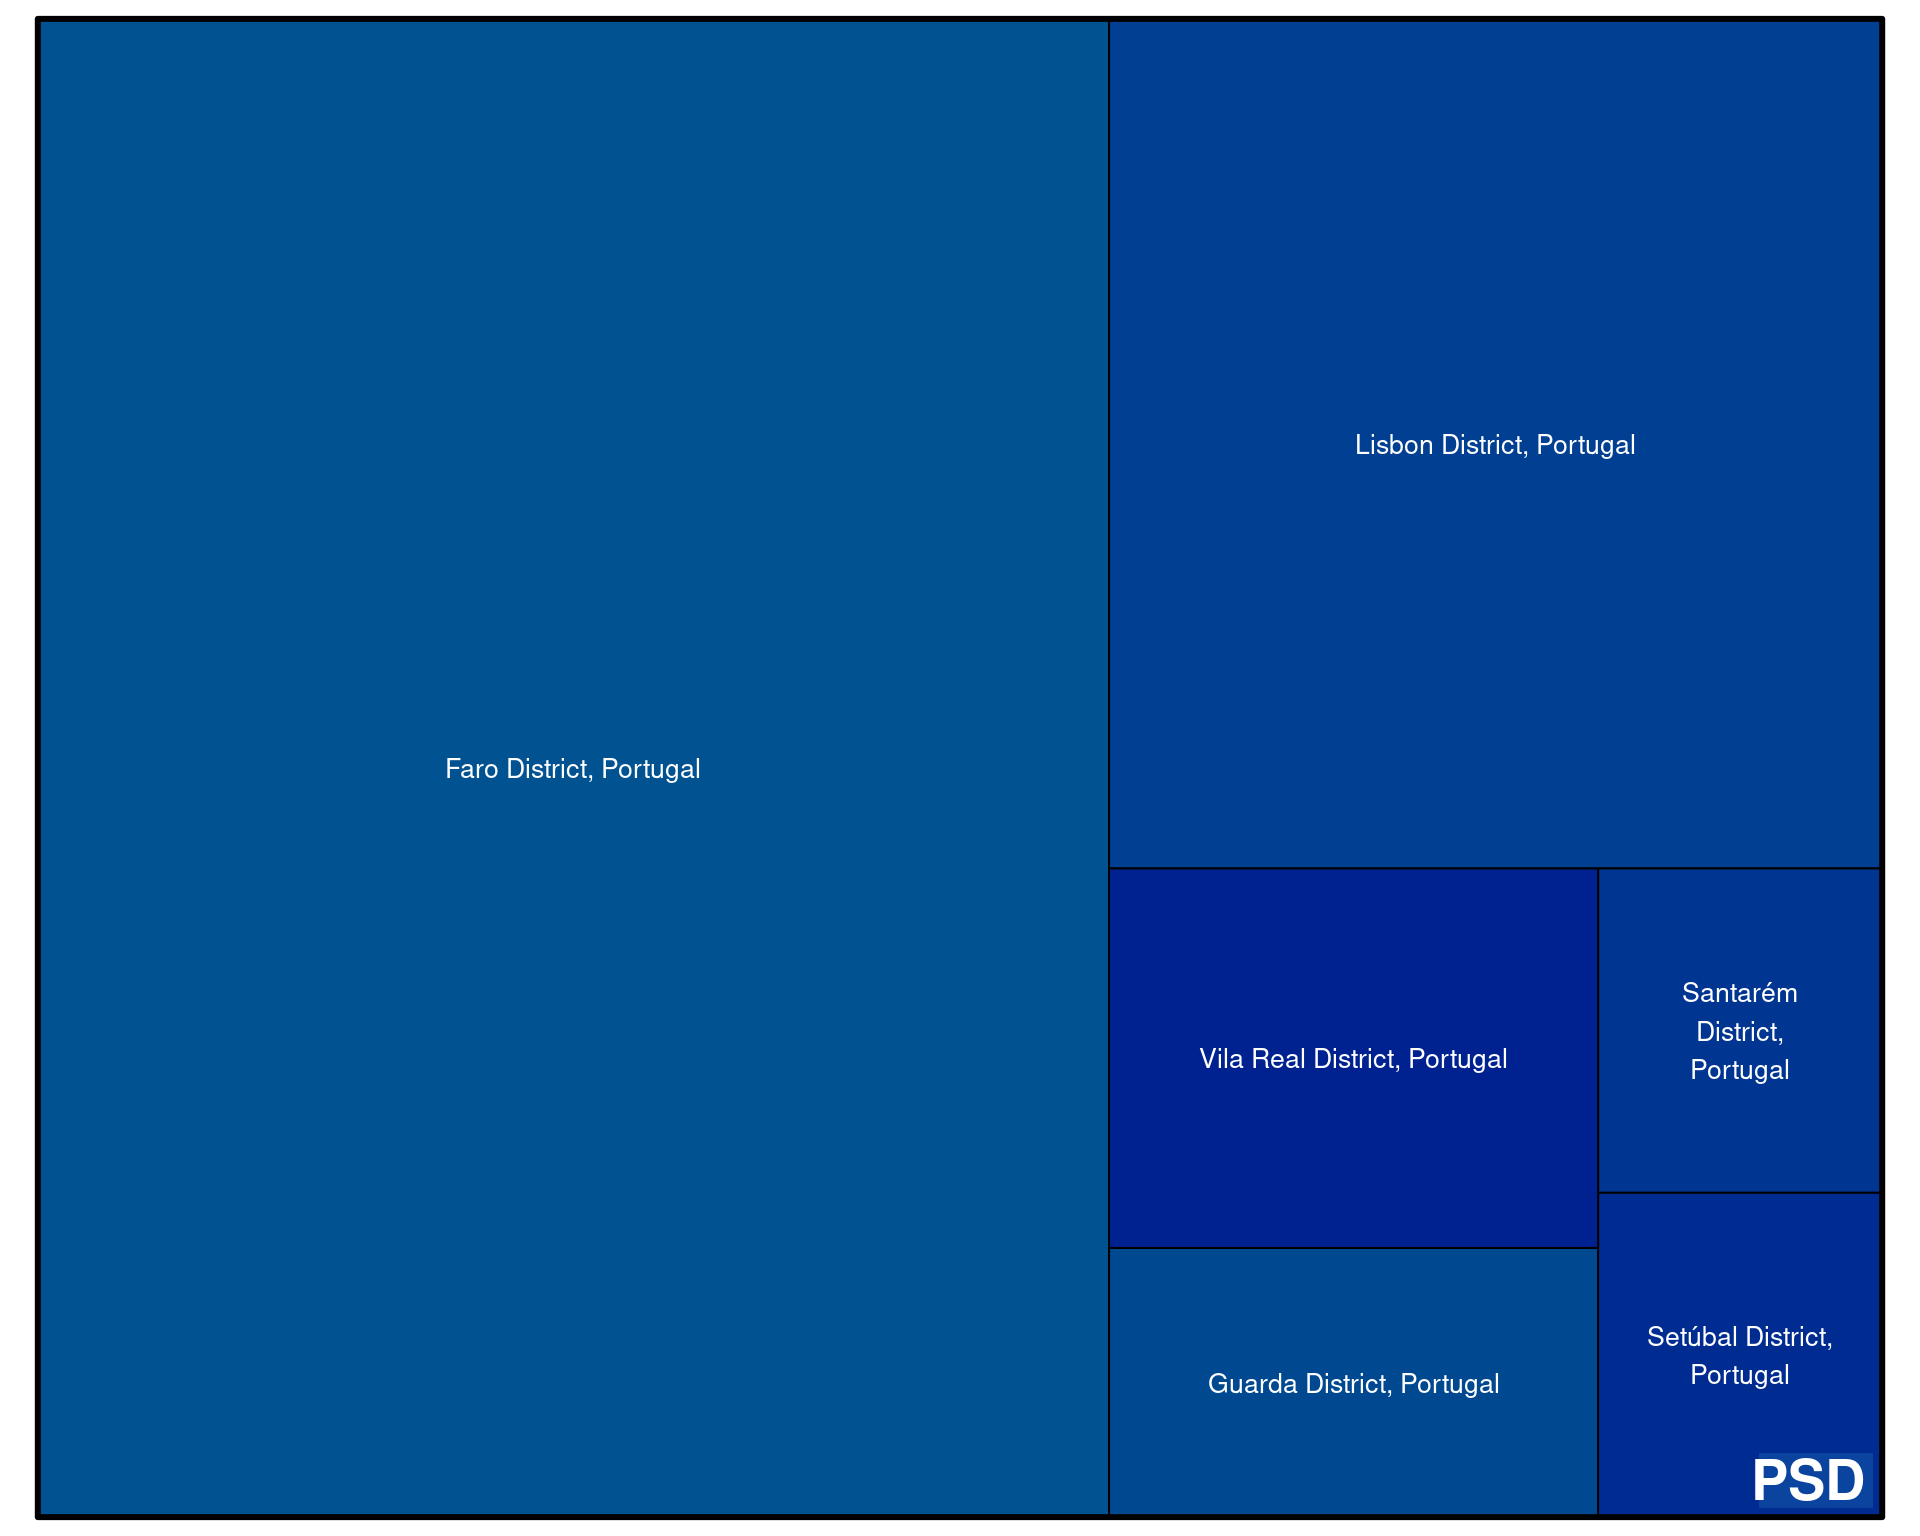 Faro District, Portugal
Lisbon District, Portugal
Vila Real District, Portugal
Santarém
District,
Portugal
Guarda District, Portugal
Setúbal District,
Portugal
PSD